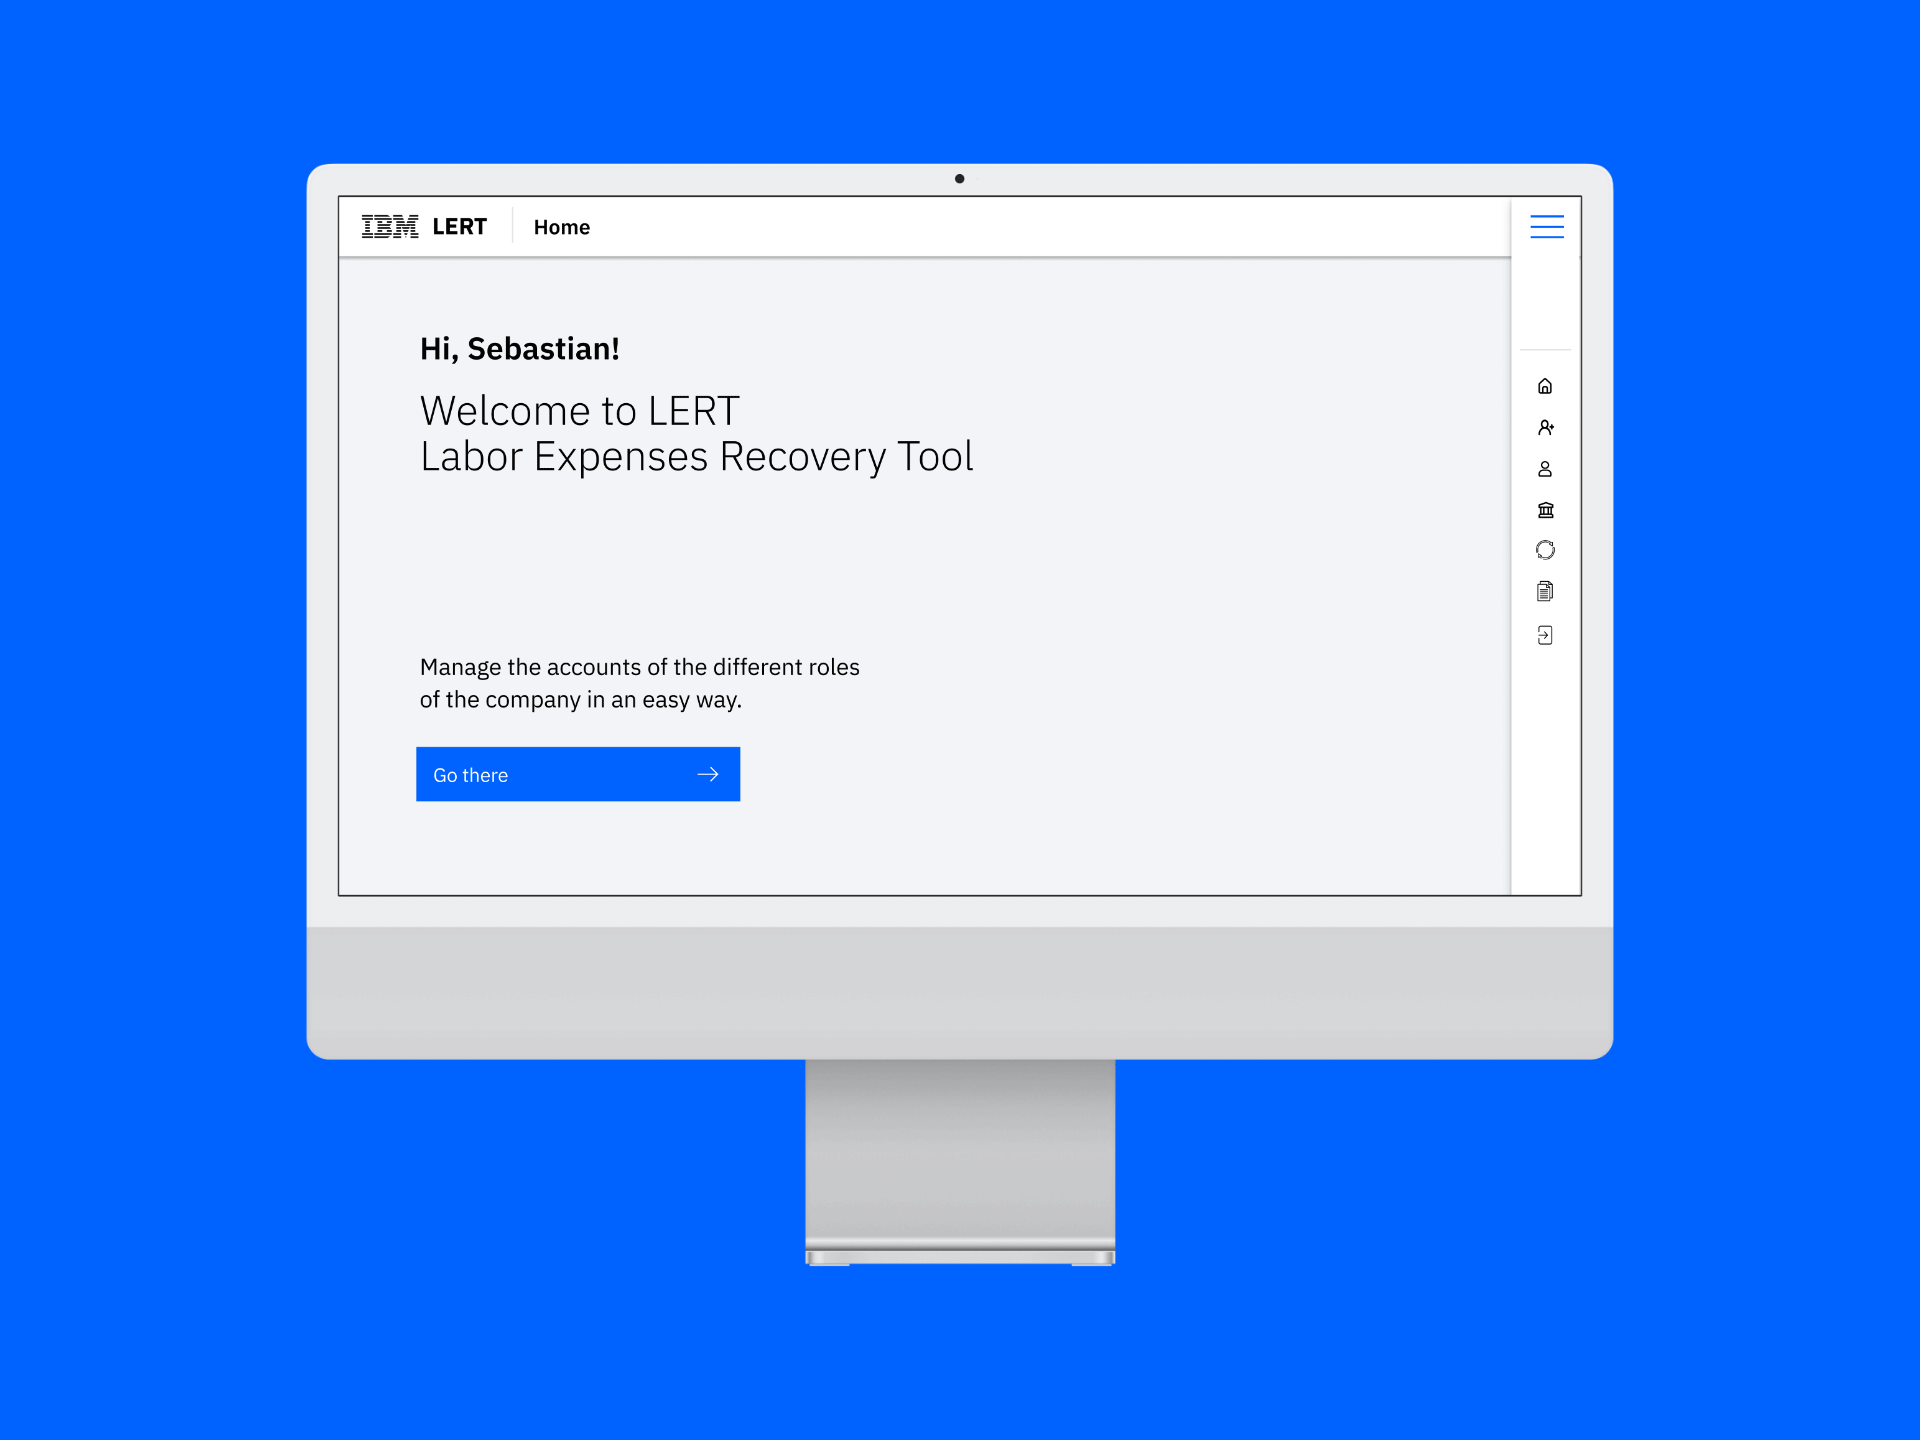 IBM LERT Home
Hi, Sebastian!
Welcome to LERT
Labor Expenses Recovery Tool
Manage the accounts of the different roles
of the company in an easy way.
Go there